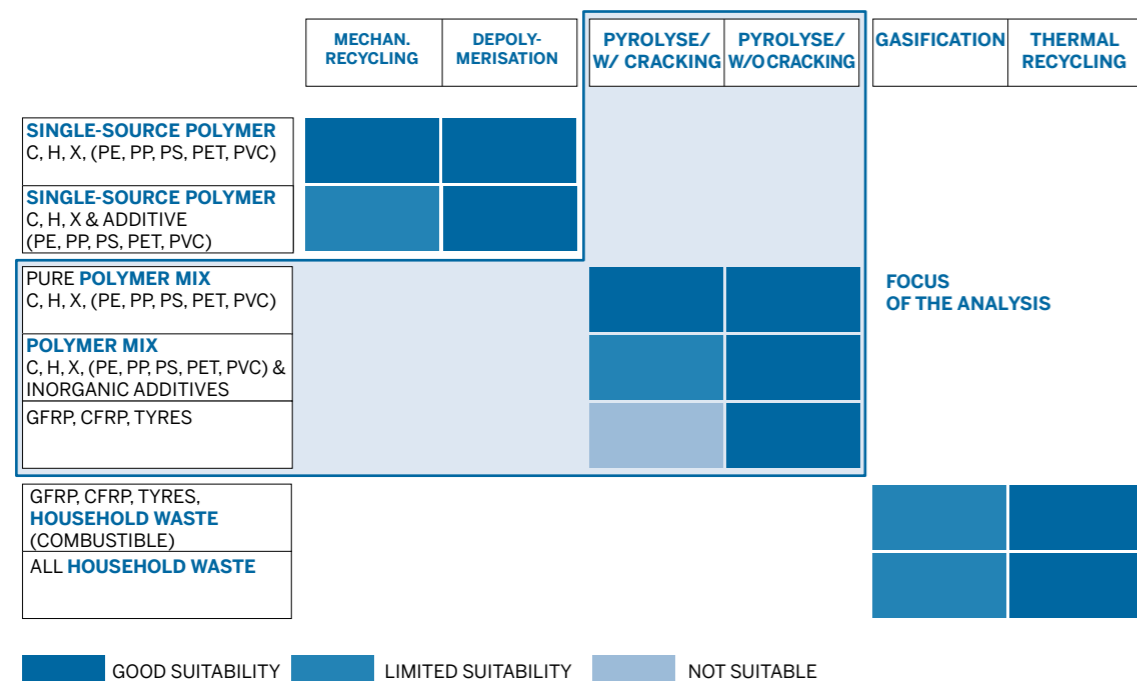 MECHAN.
RECYCLING
DEPOLY-
MERISATION
PYROLYSE/
W/ CRACKING
PYROLYSE/
W/O CRACKING
GASIFICATION
THERMAL
RECYCLING
SINGLE-SOURCE POLYMER
C, H, X, (PE, PP, PS, PET, PVC)
SINGLE-SOURCE POLYMER
C, H, X & ADDITIVE
(PE, PP, PS, PET, PVC)
PURE POLYMER MIX
C, H, X, (PE, PP, PS, PET, PVC)
POLYMER MIX
C, H, X, (PE, PP, PS, PET, PVC) &
INORGANIC ADDITIVES
GFRP, CFRP, TYRES
FOCUS
OF THE ANALYSIS
GFRP, CFRP, TYRES,
HOUSEHOLD WASTE
(COMBUSTIBLE)
ALL HOUSEHOLD WASTE
GOOD SUITABILITY
LIMITED SUITABILITY
NOT SUITABLE